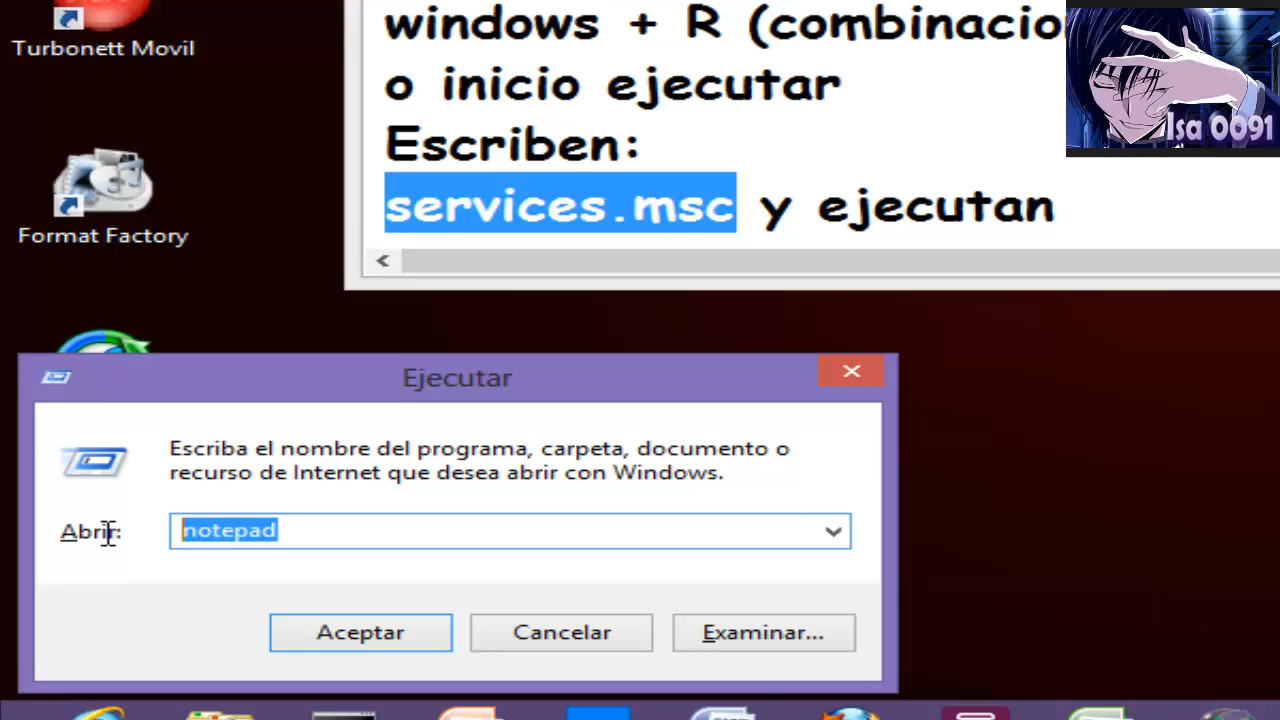 Turbonett Movil
Format Factory
windows + R (combinacio
o inicio ejecutar
Escriben:
services.msc y ejecutan
Isa 0091
Ejecutar
Escriba el nombre del programa, carpeta, documento o
recurso de Internet que desea abrir con Windows.
Abrir: notepad
Aceptar Cancelar Examinar...